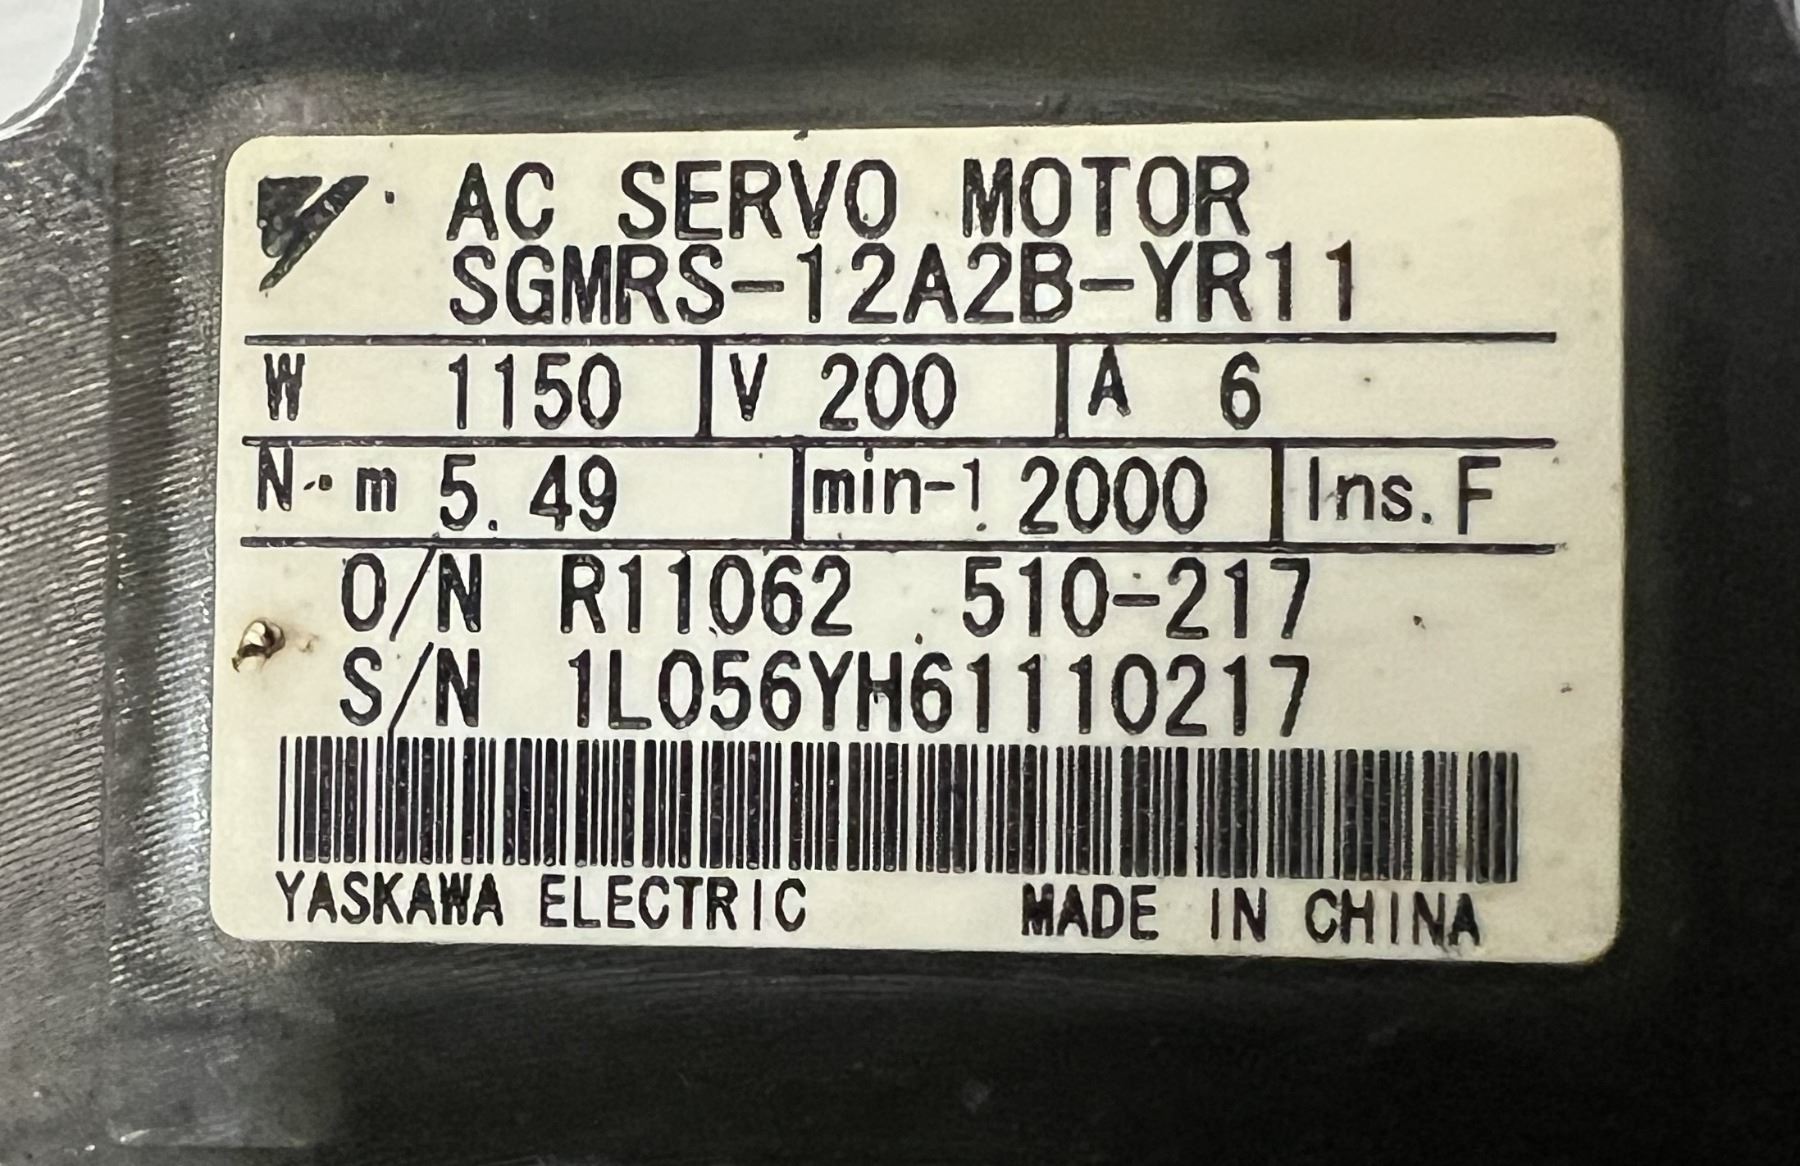 AC SERVO MOTOR
SGMRS-12A2B-YR11
W 1150 V 200 A 6
N·m 5.49 min-1 2000 Ins. F
O/N R11062 510-217
S/N 1L056YH61110217
YASKAWA ELECTRIC MADE IN CHINA